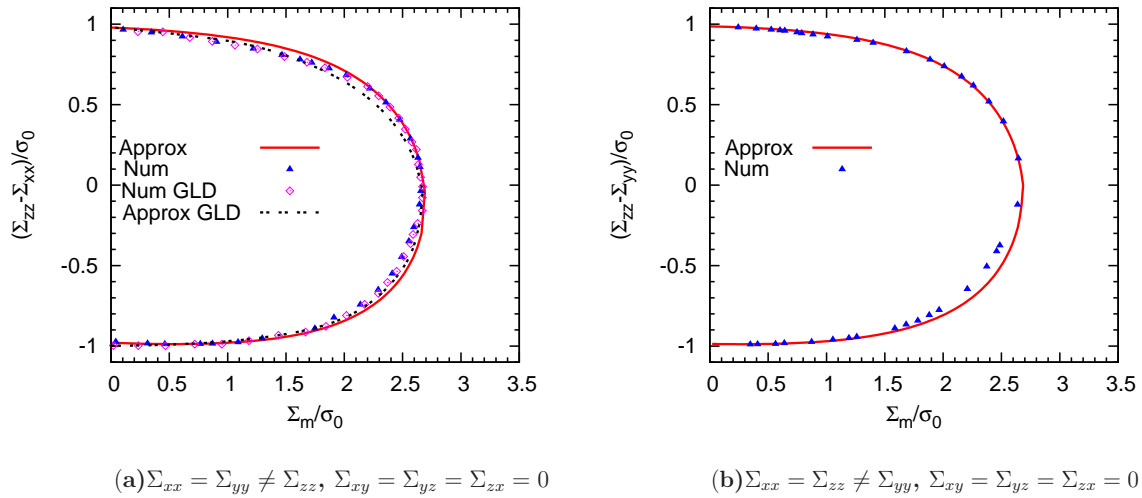 1
0.5
0
-0.5
-1
(Σzz-Σxx)/σ0
Approx
Num
Num GLD
Approx GLD
0 0.5 1 1.5 2 2.5 3 3.5
Σm/σ0
(a)Σxx = Σyy ≠ Σzz, Σxy = Σyz = Σzx = 0
1
0.5
0
-0.5
-1
(Σzz-Σyy)/σ0
Approx
Num
0 0.5 1 1.5 2 2.5 3 3.5
Σm/σ0
(b)Σxx = Σzz ≠ Σyy, Σxy = Σyz = Σzx = 0